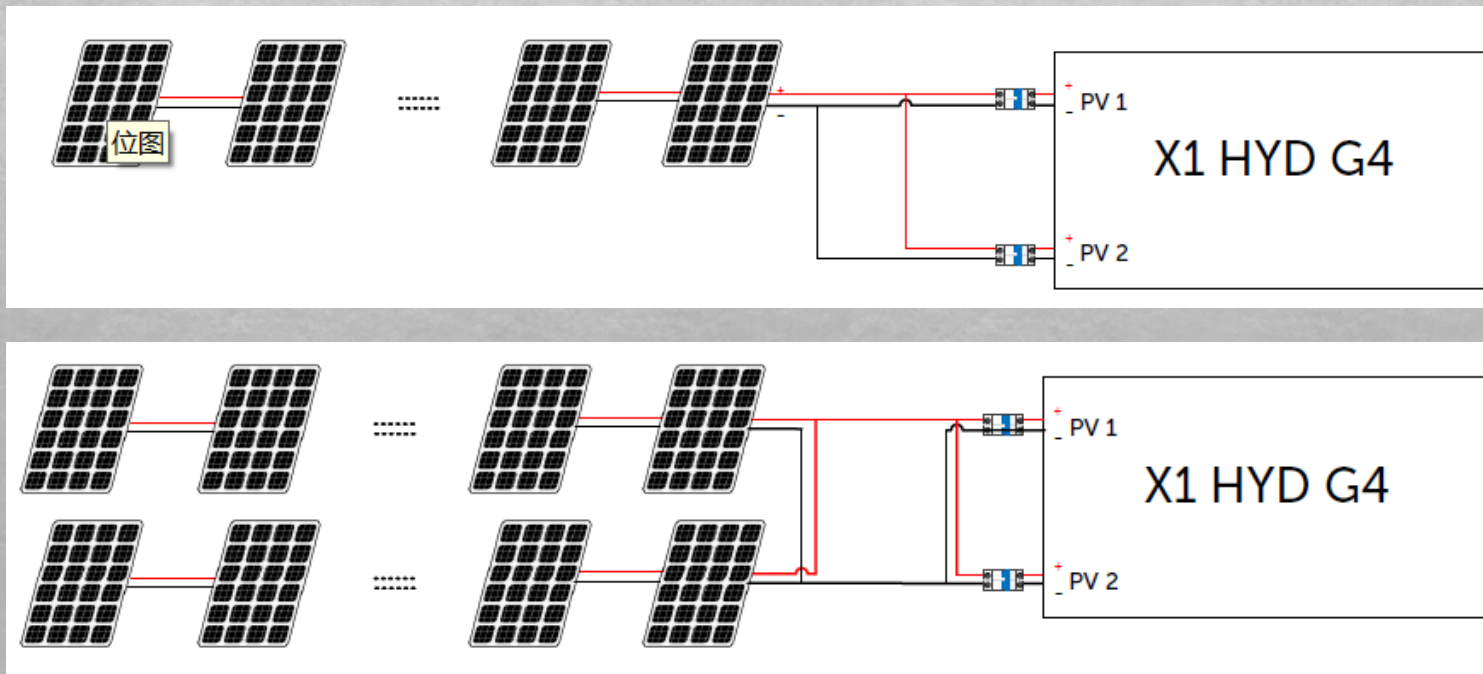 +
-
+
- PV 1
位图
X1 HYD G4
+
- PV 2
+
- PV 1
X1 HYD G4
+
- PV 2